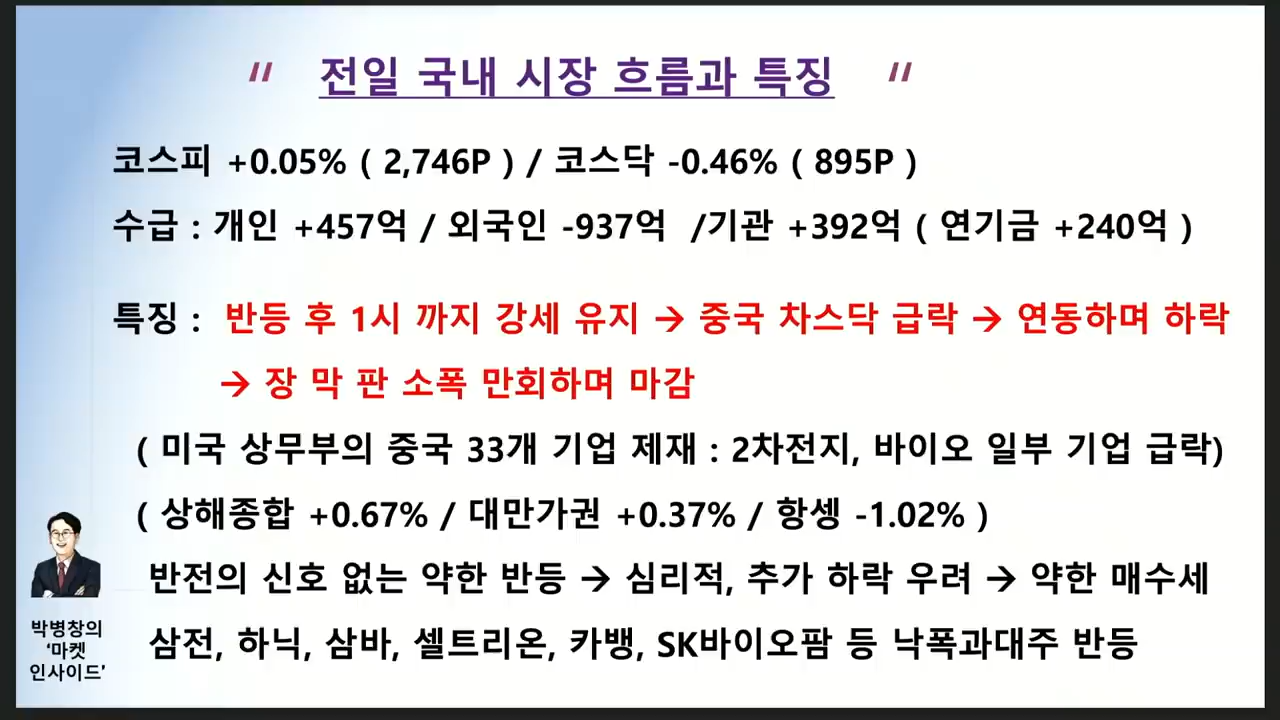 " 전일 국내 시장 흐름과 특징 "
코스피 +0.05% ( 2,746P ) / 코스닥 -0.46% ( 895P )
수급 : 개인 +457억 / 외국인 -937억 /기관 +392억 ( 연기금 +240억 )
특징 : 반등 후 1시 까지 강세 유지 → 중국 차스닥 급락 → 연동하며 하락
→ 장 막 판 소폭 만회하며 마감
( 미국 상무부의 중국 33개 기업 제재 : 2차전지, 바이오 일부 기업 급락)
( 상해종합 +0.67% / 대만가권 +0.37% / 항셍 -1.02% )
반전의 신호 없는 약한 반등 → 심리적, 추가 하락 우려 → 약한 매수세
삼전, 하닉, 삼바, 셀트리온, 카뱅, SK바이오팜 등 낙폭과대주 반등
박병창의
‘마켓
인사이드’